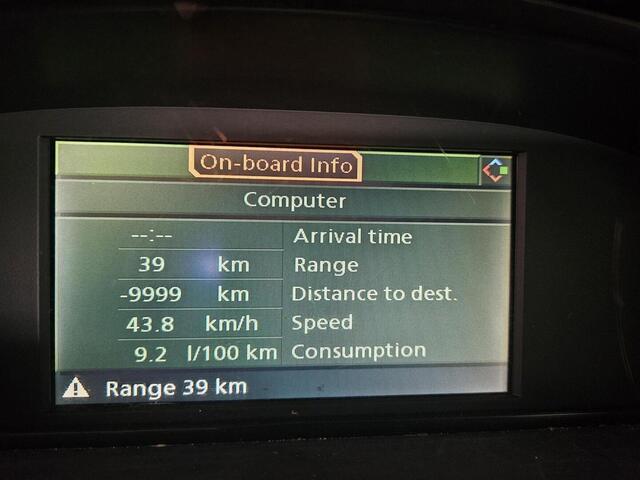 On-board Info
Computer
--:-- Arrival time
39 km Range
-9999 km Distance to dest.
43.8 km/h Speed
9.2 l/100 km Consumption
Range 39 km